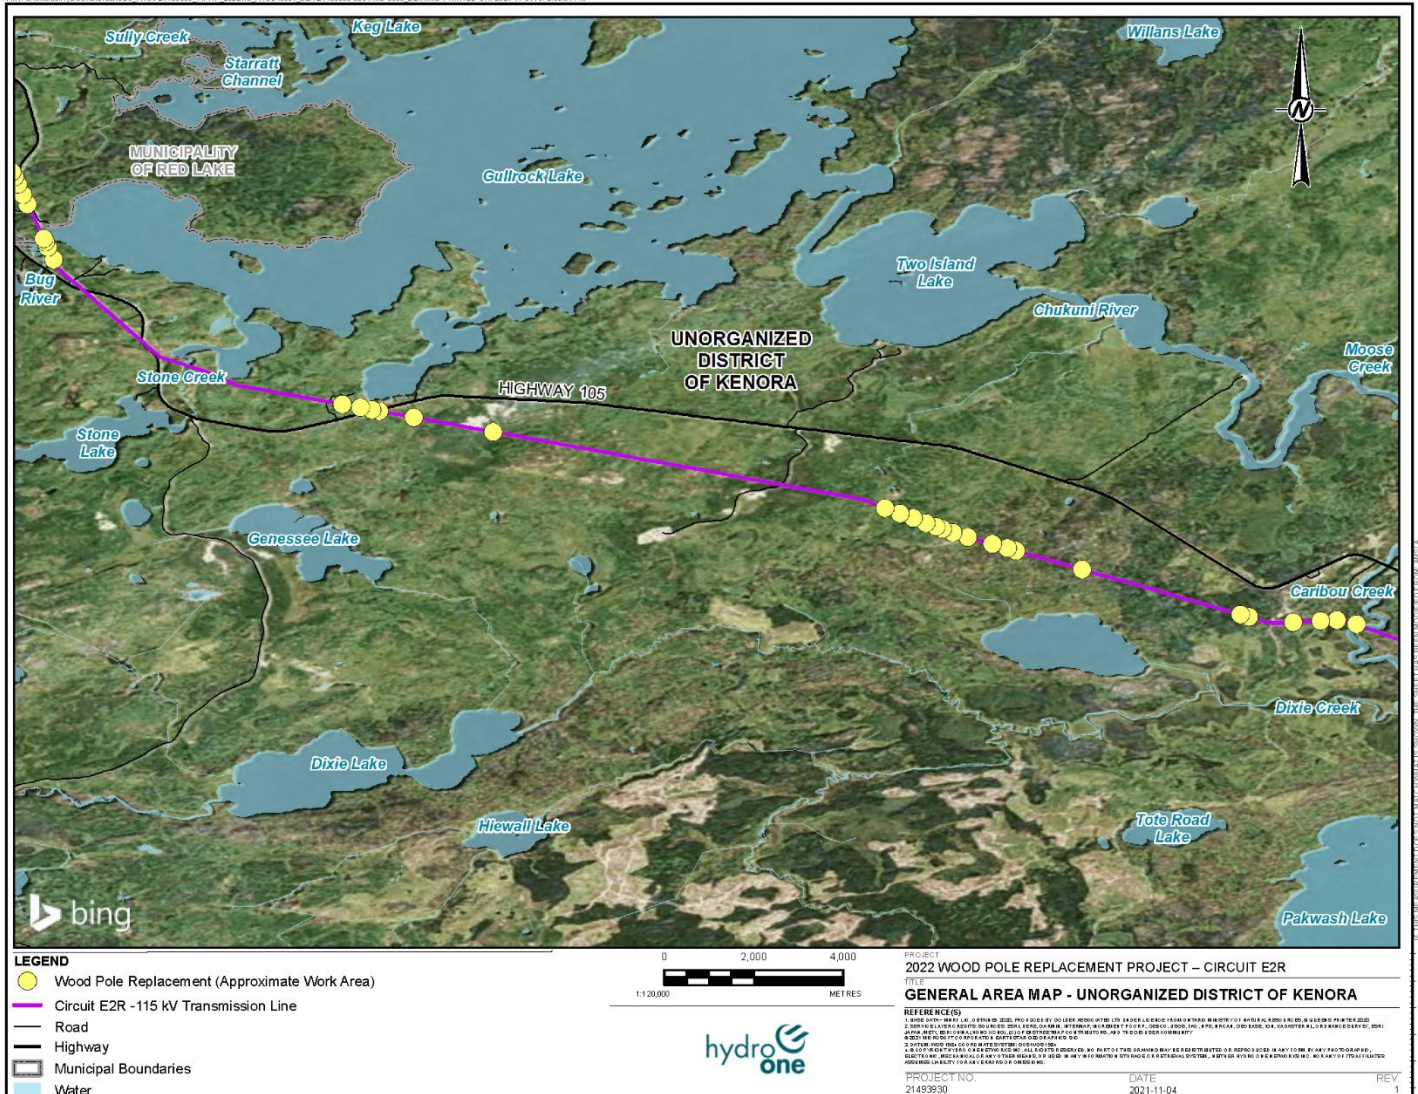 Sully Creek
Keg Lake
Willans Lake
Starratt
Channel
MUNICIPALITY
OF RED LAKE
Gullrock Lake
N
Two Island
Lake
Bug
River
Chukuni River
UNORGANIZED
DISTRICT
OF KENORA
Moose
Creek
Stone Creek
HIGHWAY 105
Stone
Lake
Genessee Lake
Caribou Creek
Dixie Creek
Dixie Lake
Hiewall Lake
Tote Road
Lake
Pakwash Lake
bing
LEGEND
Wood Pole Replacement (Approximate Work Area)
Circuit E2R -115 kV Transmission Line
Road
Highway
Municipal Boundaries
Water
0 2,000 4,000
1:120,000 METRES
hydro
one
PROJECT
2022 WOOD POLE REPLACEMENT PROJECT – CIRCUIT E2R
TITLE
GENERAL AREA MAP - UNORGANIZED DISTRICT OF KENORA
REFERENCE(S)
PROJECT NO. DATE REV.
21493930 2021-11-04 1